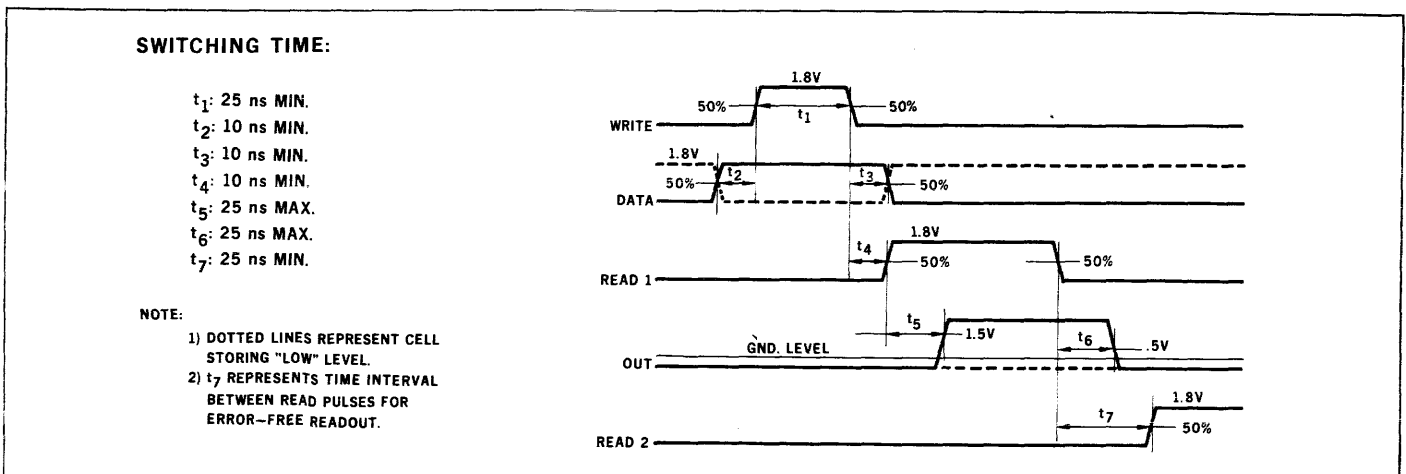 SWITCHING TIME:
t1: 25 ns MIN.
t2: 10 ns MIN.
t3: 10 ns MIN.
t4: 10 ns MIN.
t5: 25 ns MAX.
t6: 25 ns MAX.
t7: 25 ns MIN.
NOTE:
1) DOTTED LINES REPRESENT CELL
STORING "LOW" LEVEL.
2) t7 REPRESENTS TIME INTERVAL
BETWEEN READ PULSES FOR
ERROR-FREE READOUT.
1.8V
50% t1 50%
WRITE
1.8V
50% t2 t3 50%
DATA
1.8V
t4 50% 50%
READ 1
t5 1.5V t6 .5V
GND. LEVEL
OUT
1.8V
t7 50%
READ 2